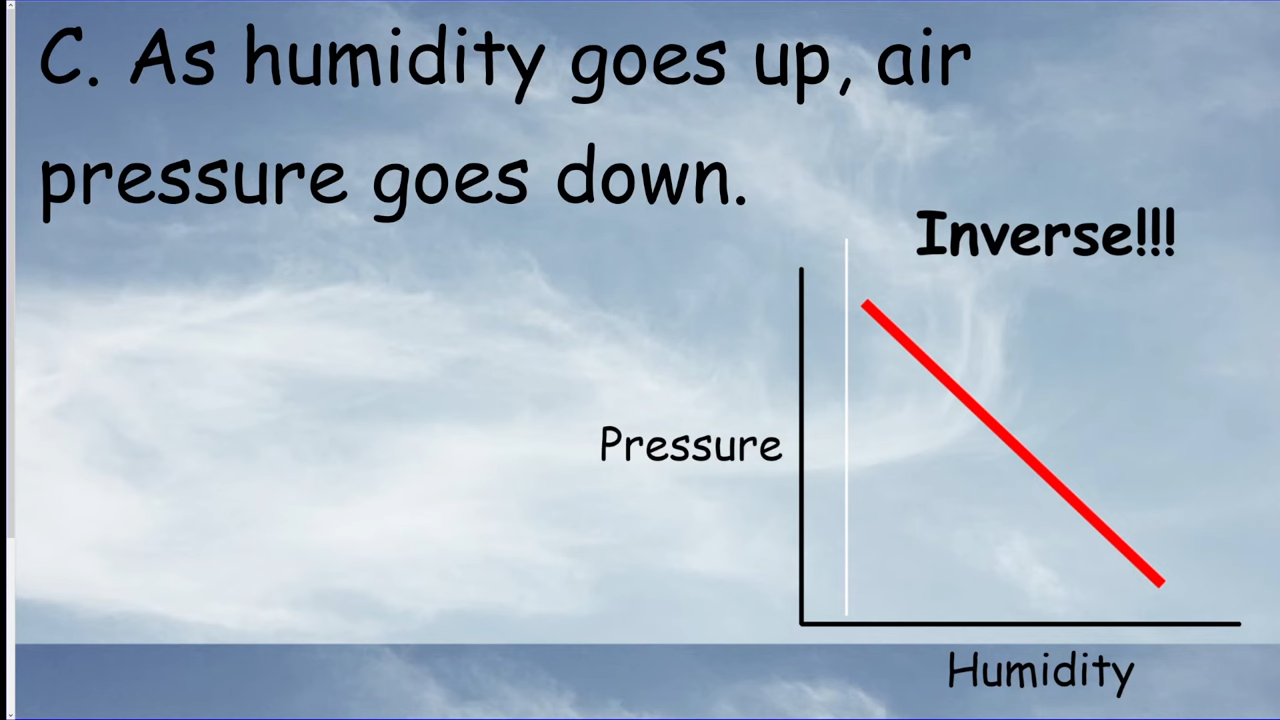 C. As humidity goes up, air
pressure goes down.
Inverse!!!
Pressure
Humidity